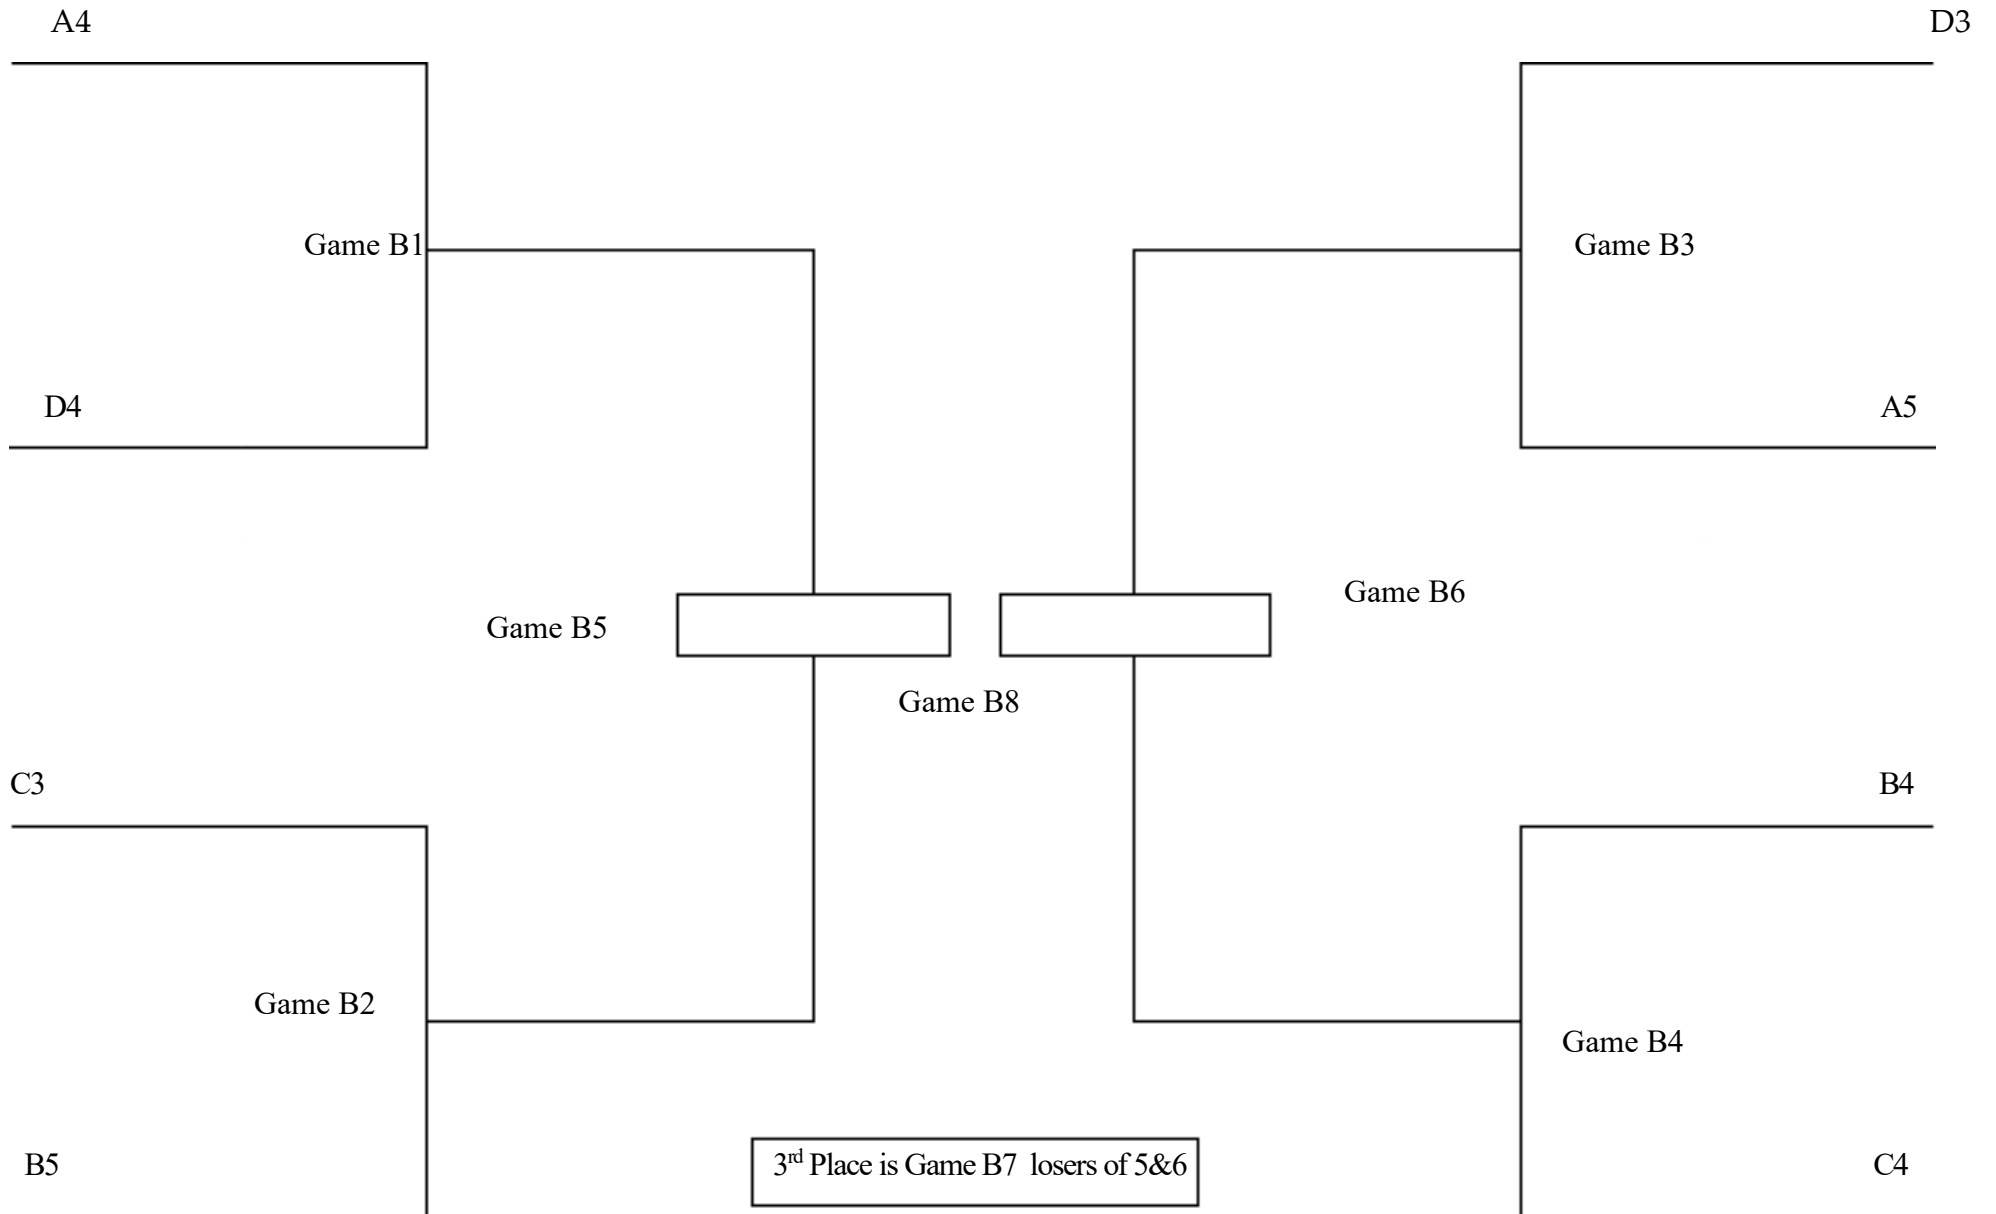 A4
D3
Game B1
Game B3
D4
A5
Game B6
Game B5
Game B8
C3
B4
Game B2
Game B4
B5
3rd Place is Game B7 losers of 5&6
C4